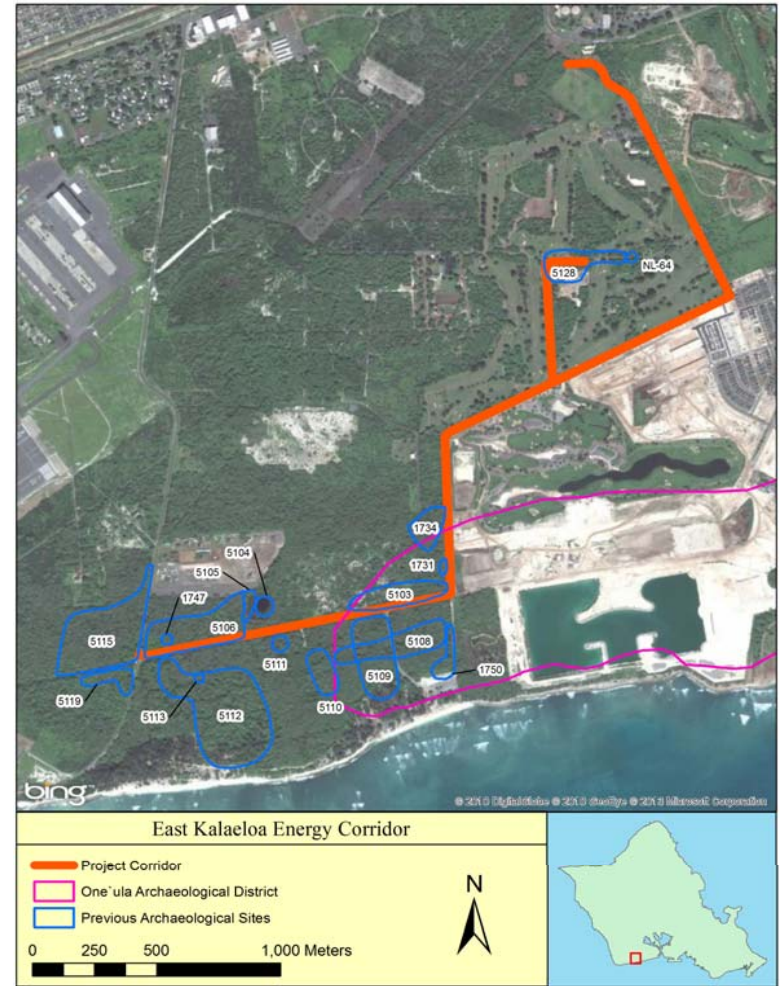 5128
NL-64
1734
5104
5105
1731
1747
5103
5115
5106
5108
5111
1750
5119
5109
5113
5112
5110
bing
© 2010 DigitalGlobe © 2010 GeoEye © 2013 Microsoft Corporation
East Kalaeloa Energy Corridor
Project Corridor
One`ula Archaeological District
Previous Archaeological Sites
0 250 500 1,000 Meters
N